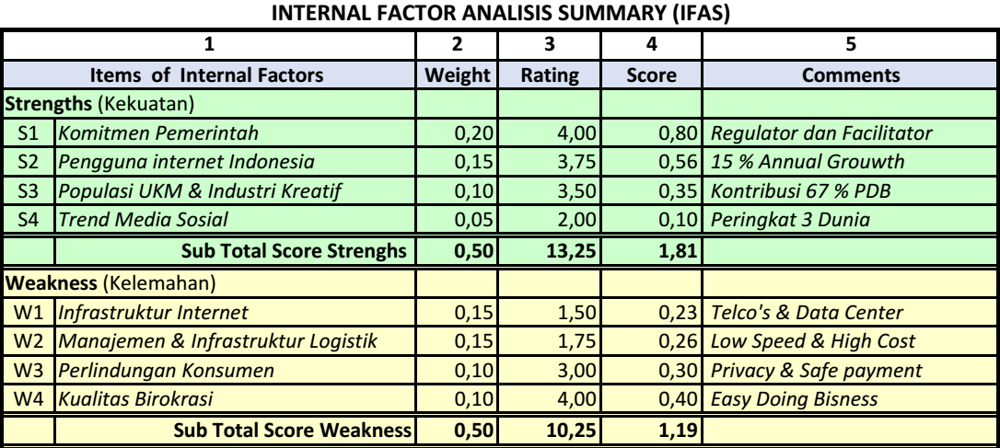 INTERNAL FACTOR ANALISIS SUMMARY (IFAS)
1 2 3 4 5
Items of Internal Factors Weight Rating Score Comments
Strengths (Kekuatan)
S1 Komitmen Pemerintah 0,20 4,00 0,80 Regulator dan Facilitator
S2 Pengguna internet Indonesia 0,15 3,75 0,56 15 % Annual Grouwth
S3 Populasi UKM & Industri Kreatif 0,10 3,50 0,35 Kontribusi 67 % PDB
S4 Trend Media Sosial 0,05 2,00 0,10 Peringkat 3 Dunia
Sub Total Score Strenghs 0,50 13,25 1,81
Weakness (Kelemahan)
W1 Infrastruktur Internet 0,15 1,50 0,23 Telco's & Data Center
W2 Manajemen & Infrastruktur Logistik 0,15 1,75 0,26 Low Speed & High Cost
W3 Perlindungan Konsumen 0,10 3,00 0,30 Privacy & Safe payment
W4 Kualitas Birokrasi 0,10 4,00 0,40 Easy Doing Bisness
Sub Total Score Weakness 0,50 10,25 1,19